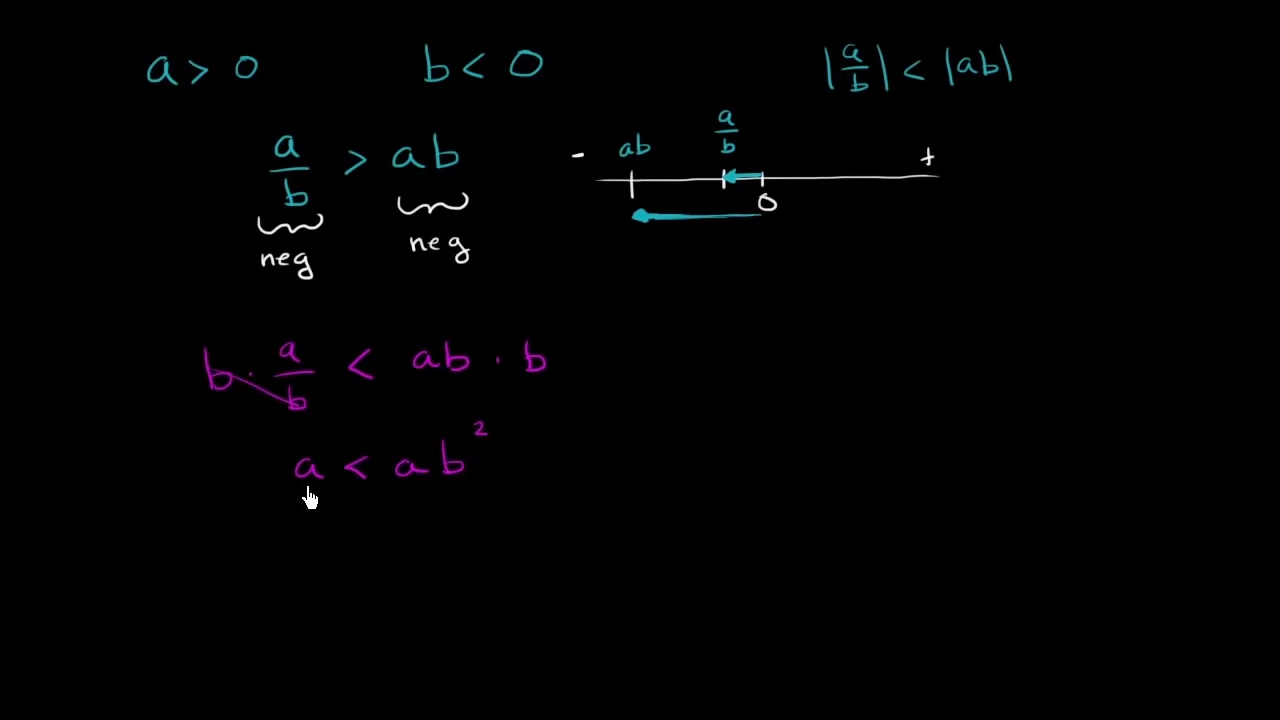 a > 0 b < 0 |a/b| < |ab|
a/b > ab
neg neg
- ab a/b 0 +
b · a/b < ab · b
a < ab²